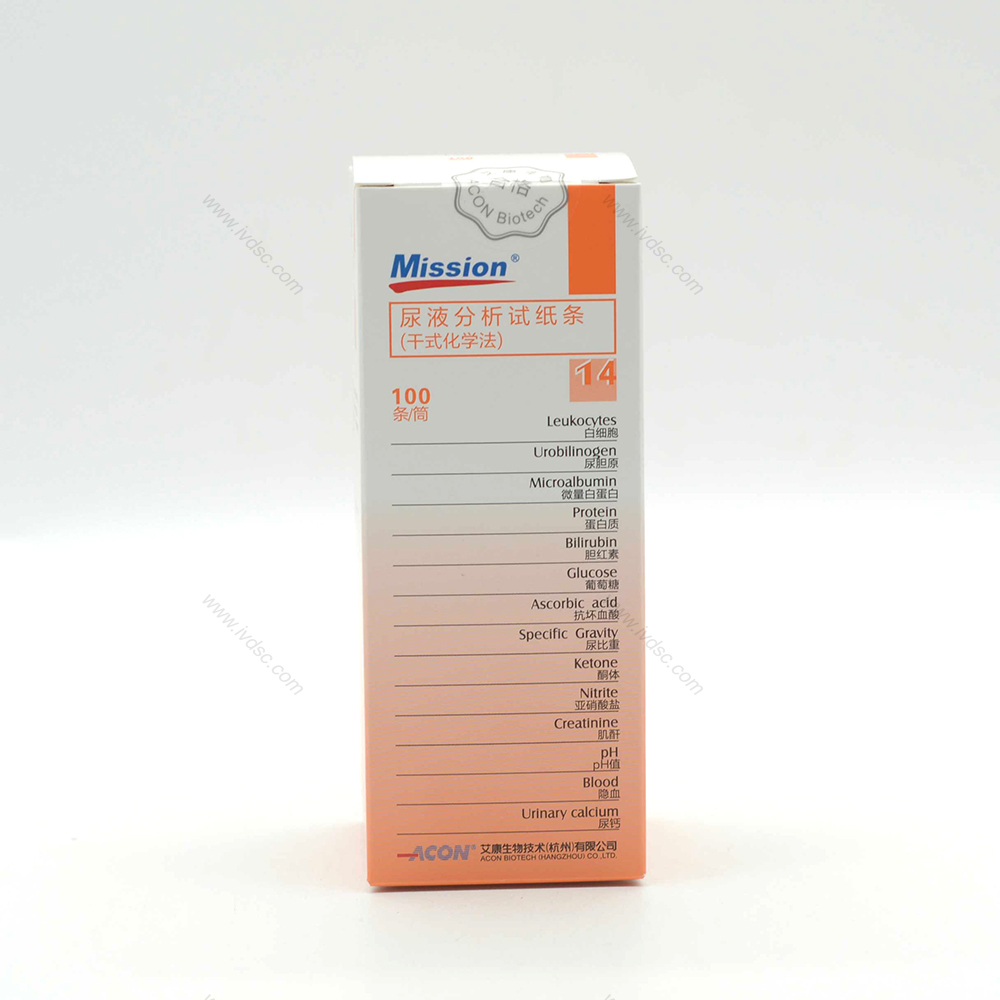 合格
ACON Biotech
Mission®
尿液分析试纸条
(干式化学法)
14
100
条/筒
Leukocytes
白细胞
Urobilinogen
尿胆原
Microalbumin
微量白蛋白
Protein
蛋白质
Bilirubin
胆红素
Glucose
葡萄糖
Ascorbic acid
抗坏血酸
Specific Gravity
尿比重
Ketone
酮体
Nitrite
亚硝酸盐
Creatinine
肌酐
pH
pH值
Blood
隐血
Urinary calcium
尿钙
ACON® 艾康生物技术(杭州)有限公司
ACON BIOTECH (HANGZHOU) CO.,LTD.
www.ivdsc.com
www.ivdsc.com
www.ivdsc.com
www.ivdsc.com